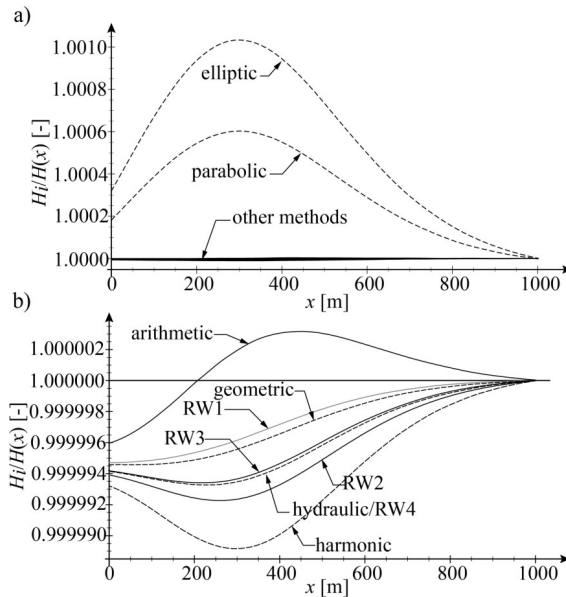 a)
Hi/H(x) [-]
1.0010
1.0006
1.0004
1.0002
1.0000
elliptic
parabolic
other methods
0 200 400 600 800 1000
x [m]
b)
Hi/H(x) [-]
1.000002
1.000000
0.999998
0.999996
0.999994
0.999992
0.999990
arithmetic
geometric
RW1
RW3
RW2
hydraulic/RW4
harmonic
0 200 400 600 800 1000
x [m]